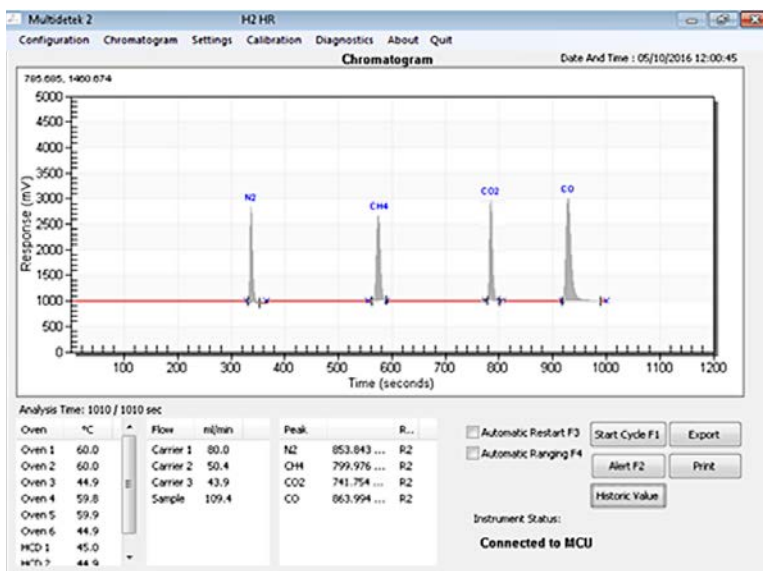 Multidetek 2 H2 HR
Configuration Chromatogram Settings Calibration Diagnostics About Quit
Chromatogram Date And Time : 05/10/2016 12:00:45
785.685, 1460.674
5000
4500
4000
3500
3000
2500
2000
1500
1000
500
0
Response (mV)
N2
CH4
CO2
CO
100 200 300 400 500 600 700 800 900 1000 1100 1200
Time (seconds)
Analysis Time: 1010 / 1010 sec
Oven °C
Oven 1 60.0
Oven 2 60.0
Oven 3 44.9
Oven 4 59.8
Oven 5 59.9
Oven 6 44.9
HCD 1 45.0
HCD 2 44.9
Flow ml/min
Carrier 1 80.0
Carrier 2 50.4
Carrier 3 43.9
Sample 109.4
Peak R...
N2 853.843 ... R2
CH4 799.976 ... R2
CO2 741.754 ... R2
CO 863.994 ... R2
Automatic Restart F3
Automatic Ranging F4
Start Cycle F1
Export
Alert F2
Print
Historic Value
Instrument Status:
Connected to MCU